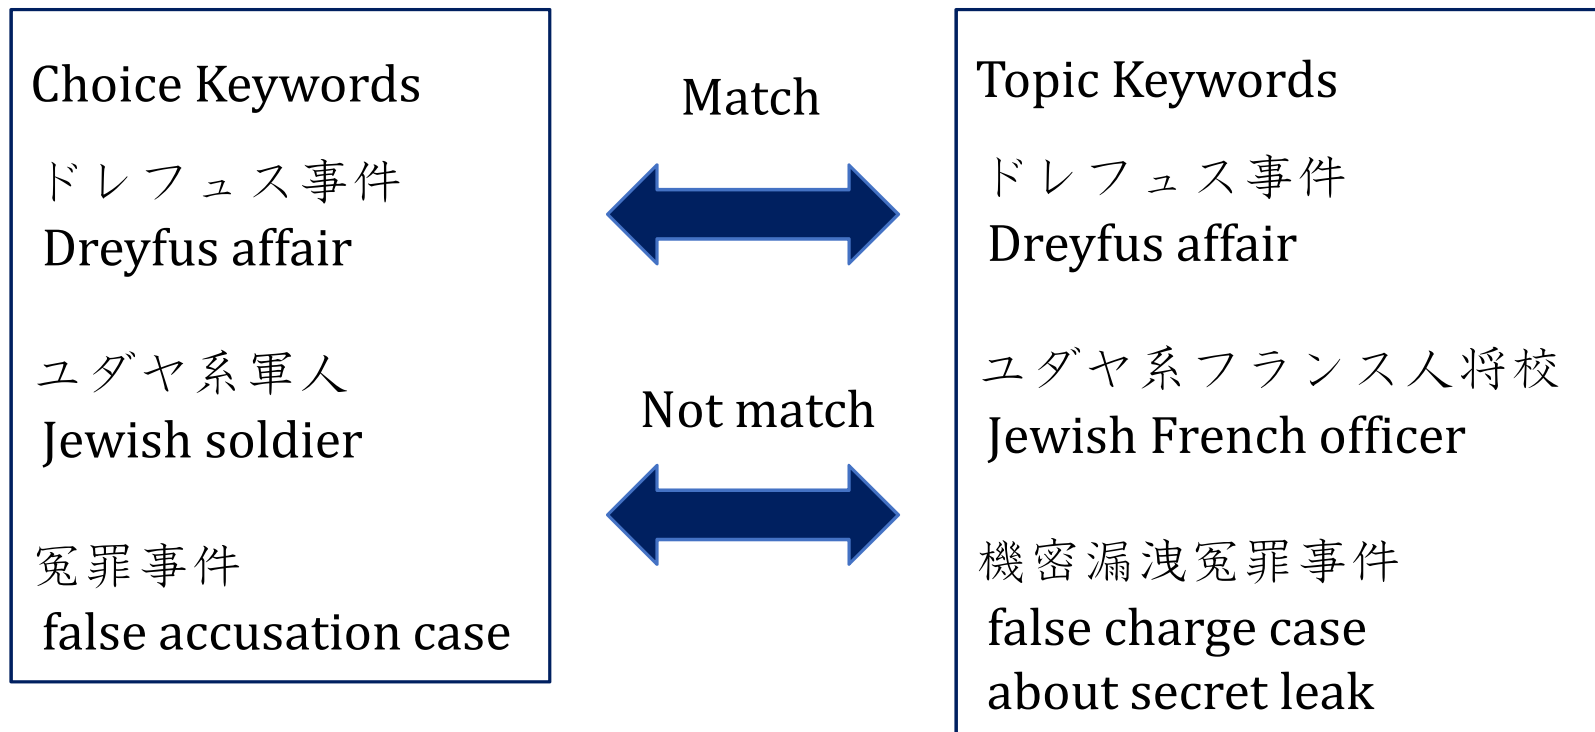 Choice Keywords
ドレフュス事件
Dreyfus affair
ユダヤ系軍人
Jewish soldier
冤罪事件
false accusation case
Match
Not match
Topic Keywords
ドレフュス事件
Dreyfus affair
ユダヤ系フランス人将校
Jewish French officer
機密漏洩冤罪事件
false charge case
about secret leak